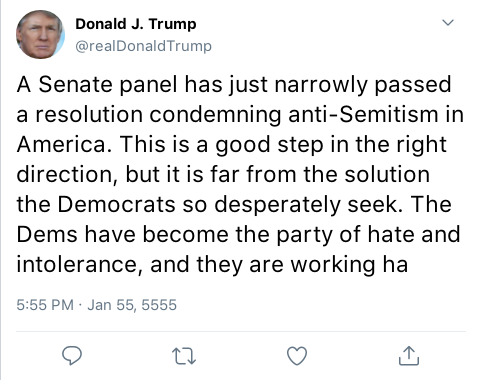 Donald J. Trump
@realDonaldTrump
A Senate panel has just narrowly passed
a resolution condemning anti-Semitism in
America. This is a good step in the right
direction, but it is far from the solution
the Democrats so desperately seek. The
Dems have become the party of hate and
intolerance, and they are working ha
5:55 PM · Jan 55, 5555